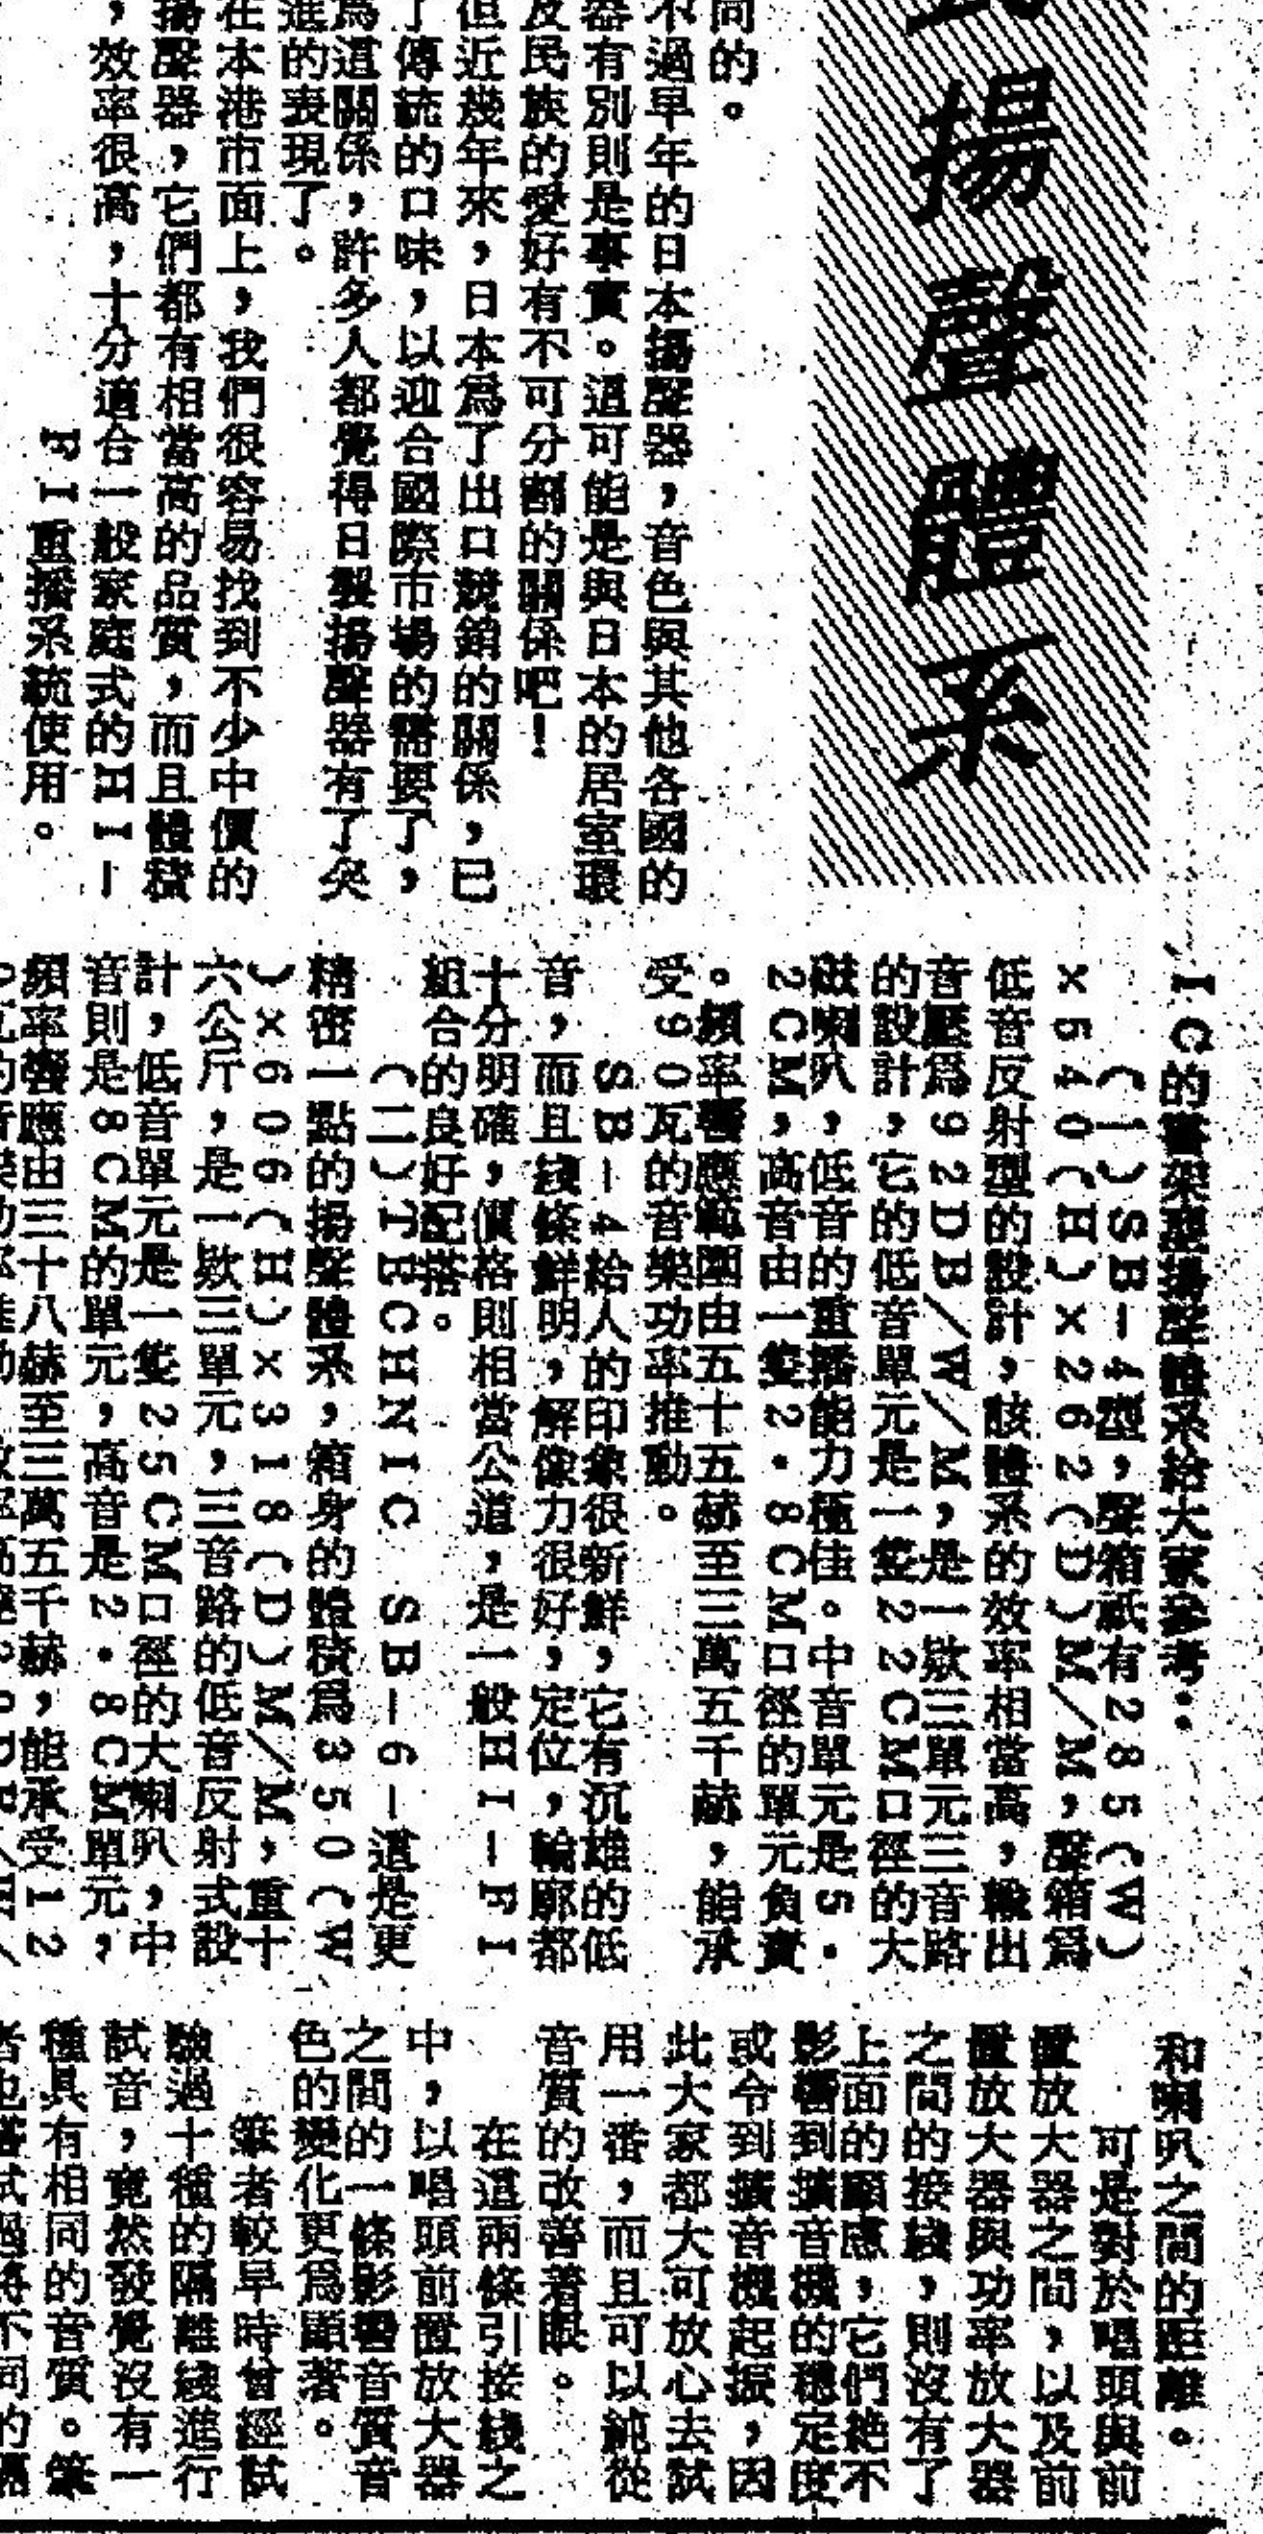 揚聲體系
同的。
不過早年的日本揚聲器，音色與其他各國的
器有別則是事實。這可能是與日本的居室環
及民族的愛好有不可分割的關係吧！
但近幾年來，日本爲了出口競銷的關係，已
了傳統的口味，以迎合國際市場的需要了，
爲這關係，許多人都覺得日製揚聲器有了突
進的表現了。
在本港市面上，我們很容易找到不少中價的
揚聲器，它們都有相當高的品質，而且體積
，效率很高，十分適合一般家庭式的HI－
FI重播系統使用。
IC的書架型揚聲體系給大家參考：
（一）SB－4型，聲箱祇有285（W）
×540（H）×262（D）M／M，聲箱爲
低音反射型的設計，該體系的效率相當高，輸出
音壓爲92DB／W／M，是一欵三單元三音路
的設計，它的低音單元是一隻22CM口徑的大
磁喇叭，低音的重播能力極佳。中音單元是5．
2CM，高音由一隻2．8CM口徑的單元負責
。頻率響應範圍由五十五赫至三萬五千赫，能承
受90瓦的音樂功率推動。
SB－4給人的印象很新鮮，它有沉雄的低
音，而且綫條鮮明，解像力很好，定位，輪廓都
十分明確，價格則相當公道，是一般HI－FI
組合的良好配搭。
（二）TECHNIC SB－6－這是更
精密一點的揚聲體系，箱身的體積爲350（W
）×606（H）×318（D）M／M，重十
六公斤，是一欵三單元，三音路的低音反射式設
計，低音單元是一隻25CM口徑的大喇叭，中
音則是8CM的單元，高音是2．8CM單元，
頻率響應由三十八赫至三萬五千赫，能承受12
和喇叭之間的距離。
可是對於唱頭與前
置放大器之間，以及前
置放大器與功率放大器
之間的接綫，則沒有了
上面的顧慮，它們絶不
影響到擴音機的穩定度
或令到擴音機起振，因
此大家都大可放心去試
用一番，而且可以純從
音質的改善着眼。
在這兩條引接綫之
中，以唱頭前置放大器
之間的一條影響音質音
色的變化更爲顯著。
筆者較早時曾經試
驗過十種的隔離綫進行
試音，竟然發覺沒有一
種具有相同的音質。筆